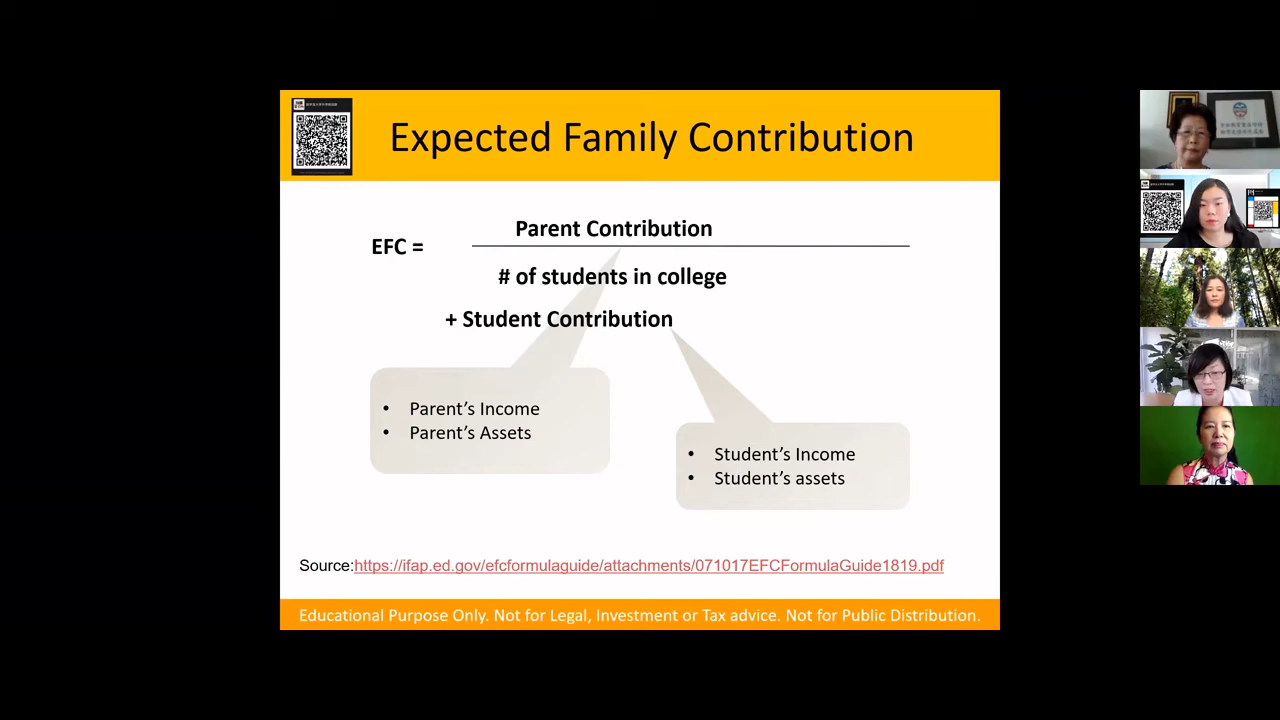 Expected Family Contribution
Parent Contribution
EFC =
# of students in college
+ Student Contribution
• Parent’s Income
• Parent’s Assets
• Student’s Income
• Student’s assets
Source:https://ifap.ed.gov/efcformulaguide/attachments/071017EFCFormulaGuide1819.pdf
Educational Purpose Only. Not for Legal, Investment or Tax advice. Not for Public Distribution.